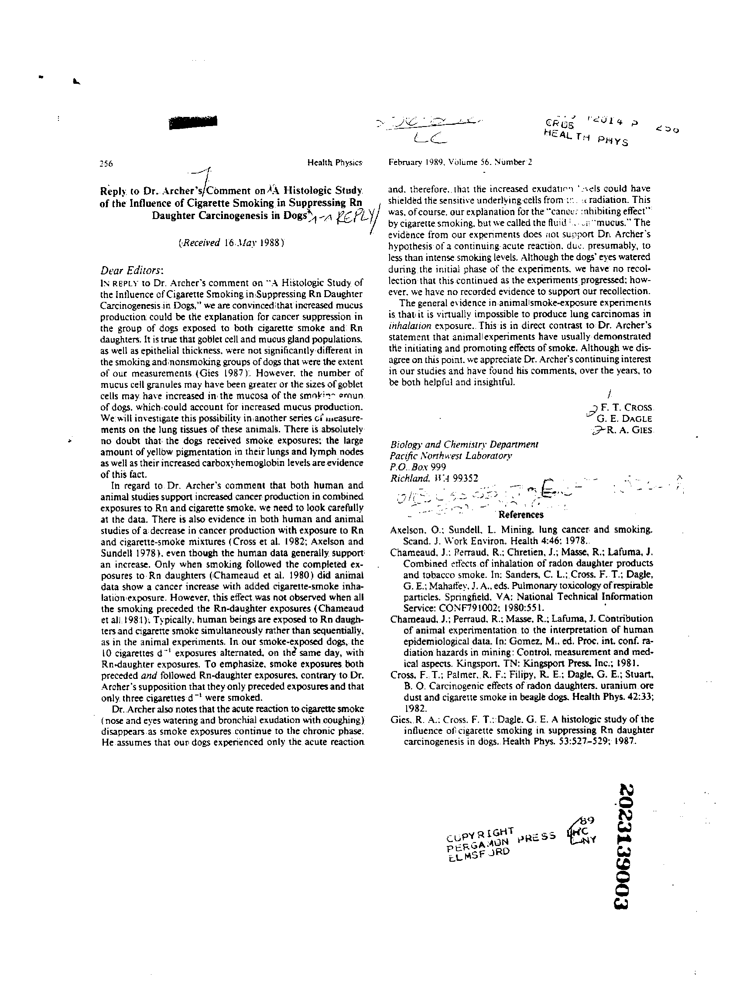 LC
CRDS
HEALTH PHYS
256
Health Physics
February 1989, Volume 56, Number 2
Reply to Dr. Archer's Comment on "A Histologic Study
of the Influence of Cigarette Smoking in Suppressing Rn
Daughter Carcinogenesis in Dogs"
REPLY
(Received 16 May 1988)
Dear Editors:
IN REPLY to Dr. Archer's comment on "A Histologic Study of
the Influence of Cigarette Smoking in Suppressing Rn Daughter
Carcinogenesis in Dogs," we are convinced that increased mucus
production could be the explanation for cancer suppression in
the group of dogs exposed to both cigarette smoke and Rn
daughters. It is true that goblet cell and mucus gland populations,
as well as epithelial thickness, were not significantly different in
the smoking and nonsmoking groups of dogs that were the extent
of our measurements (Gies 1987). However, the number of
mucus cell granules may have been greater or the sizes of goblet
cells may have increased in the mucosa of the smoking group
of dogs, which could account for increased mucus production.
We will investigate this possibility in another series of measure-
ments on the lung tissues of these animals. There is absolutely
no doubt that the dogs received smoke exposures; the large
amount of yellow pigmentation in their lungs and lymph nodes
as well as their increased carboxyhemoglobin levels are evidence
of this fact.
In regard to Dr. Archer's comment that both human and
animal studies support increased cancer production in combined
exposures to Rn and cigarette smoke, we need to look carefully
at the data. There is also evidence in both human and animal
studies of a decrease in cancer production with exposure to Rn
and cigarette-smoke mixtures (Cross et al. 1982; Axelson and
Sundell 1978), even though the human data generally support
an increase. Only when smoking followed the completed ex-
posures to Rn daughters (Chameaud et al. 1980) did animal
data show a cancer increase with added cigarette-smoke inha-
lation exposure. However, this effect was not observed when all
the smoking preceded the Rn-daughter exposures (Chameaud
et al. 1981). Typically, human beings are exposed to Rn daugh-
ters and cigarette smoke simultaneously rather than sequentially,
as in the animal experiments. In our smoke-exposed dogs, the
10 cigarettes d⁻¹ exposures alternated, on the same day, with
Rn-daughter exposures. To emphasize, smoke exposures both
preceded and followed Rn-daughter exposures, contrary to Dr.
Archer's supposition that they only preceded exposures and that
only three cigarettes d⁻¹ were smoked.
Dr. Archer also notes that the acute reaction to cigarette smoke
(nose and eyes watering and bronchial exudation with coughing)
disappears as smoke exposures continue to the chronic phase.
He assumes that our dogs experienced only the acute reaction
and, therefore, that the increased exudation levels could have
shielded the sensitive underlying cells from radiation. This
was, of course, our explanation for the "cancer inhibiting effect"
by cigarette smoking, but we called the fluid "mucus." The
evidence from our experiments does not support Dr. Archer's
hypothesis of a continuing acute reaction, due, presumably, to
less than intense smoking levels. Although the dogs' eyes watered
during the initial phase of the experiments, we have no recol-
lection that this continued as the experiments progressed; how-
ever, we have no recorded evidence to support our recollection.
The general evidence in animal smoke-exposure experiments
is that it is virtually impossible to produce lung carcinomas in
inhalation exposure. This is in direct contrast to Dr. Archer's
statement that animal experiments have usually demonstrated
the initiating and promoting effects of smoke. Although we dis-
agree on this point, we appreciate Dr. Archer's continuing interest
in our studies and have found his comments, over the years, to
be both helpful and insightful.
F. T. CROSS
G. E. DAGLE
R. A. GIES
Biology and Chemistry Department
Pacific Northwest Laboratory
P.O. Box 999
Richland, WA 99352
References
Axelson, O.; Sundell, L. Mining, lung cancer and smoking.
Scand. J. Work Environ. Health 4:46; 1978.
Chameaud, J.; Perraud, R.; Chretien, J.; Masse, R.; Lafuma, J.
Combined effects of inhalation of radon daughter products
and tobacco smoke. In: Sanders, C. L.; Cross, F. T.; Dagle,
G. E.; Mahaffey, J. A., eds. Pulmonary toxicology of respirable
particles. Springfield, VA: National Technical Information
Service: CONF791002; 1980:551.
Chameaud, J.; Perraud, R.; Masse, R.; Lafuma, J. Contribution
of animal experimentation to the interpretation of human
epidemiological data. In: Gomez, M., ed. Proc. int. conf. ra-
diation hazards in mining: Control, measurement and med-
ical aspects. Kingsport, TN: Kingsport Press, Inc.; 1981.
Cross, F. T.; Palmer, R. F.; Filipy, R. E.; Dagle, G. E.; Stuart,
B. O. Carcinogenic effects of radon daughters, uranium ore
dust and cigarette smoke in beagle dogs. Health Phys. 42:33;
1982.
Gies, R. A.; Cross, F. T.; Dagle, G. E. A histologic study of the
influence of cigarette smoking in suppressing Rn daughter
carcinogenesis in dogs. Health Phys. 53:527-529; 1987.
COPYRIGHT
PERGAMON PRESS
ELMSFORD
89
NY
2023139003